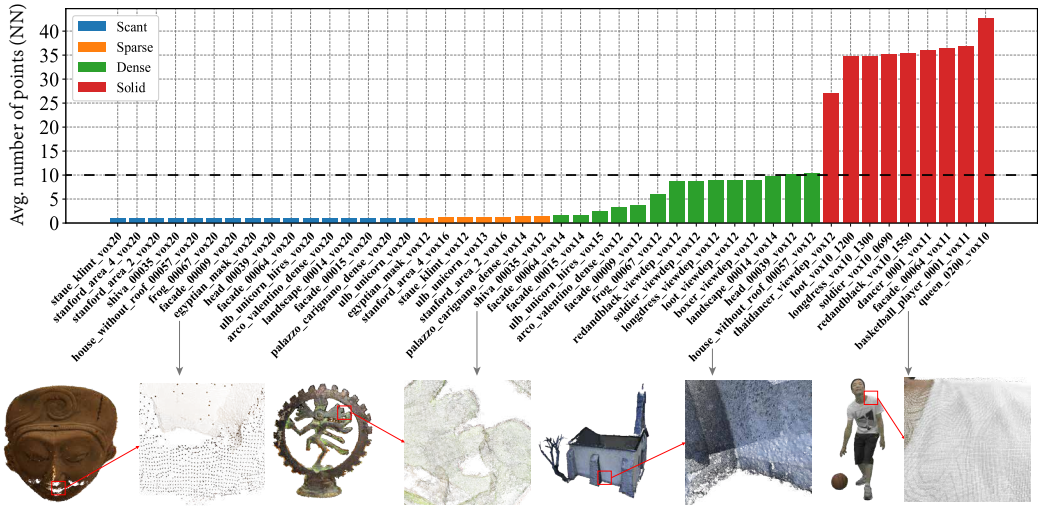 Avg. number of points (NN)
40
35
30
25
20
15
10
5
0
Scant
Sparse
Dense
Solid
staue_klimt_vox20
stanford_area_4_vox20
stanford_area_2_vox20
shiva_00035_vox20
house_without_roof_00057_vox20
frog_00067_vox20
facade_00009_vox20
egyptian_mask_vox20
head_00039_vox20
facade_00064_vox20
ulb_unicorn_hires_vox20
arco_valentino_dense_vox20
landscape_00014_vox20
facade_00015_vox20
palazzo_carignano_dense_vox20
ulb_unicorn_vox20
egyptian_mask_vox12
stanford_area_4_vox16
staue_klimt_vox12
ulb_unicorn_vox13
stanford_area_2_vox16
palazzo_carignano_dense_vox14
shiva_00035_vox12
facade_00015_vox14
facade_00064_vox14
ulb_unicorn_hires_vox15
arco_valentino_dense_vox12
facade_00009_vox12
frog_00067_vox12
redandblack_viewdep_vox12
soldier_viewdep_vox12
longdress_viewdep_vox12
loot_viewdep_vox12
boxer_viewdep_vox12
landscape_00014_vox14
head_00039_vox12
house_without_roof_00057_vox12
thaidancer_viewdep_vox12
loot_vox10_1200
longdress_vox10_1300
soldier_vox10_0690
redandblack_vox10_1550
dancer_0001_vox11
facade_00064_vox11
basketball_player_0001_vox11
queen_0200_vox10